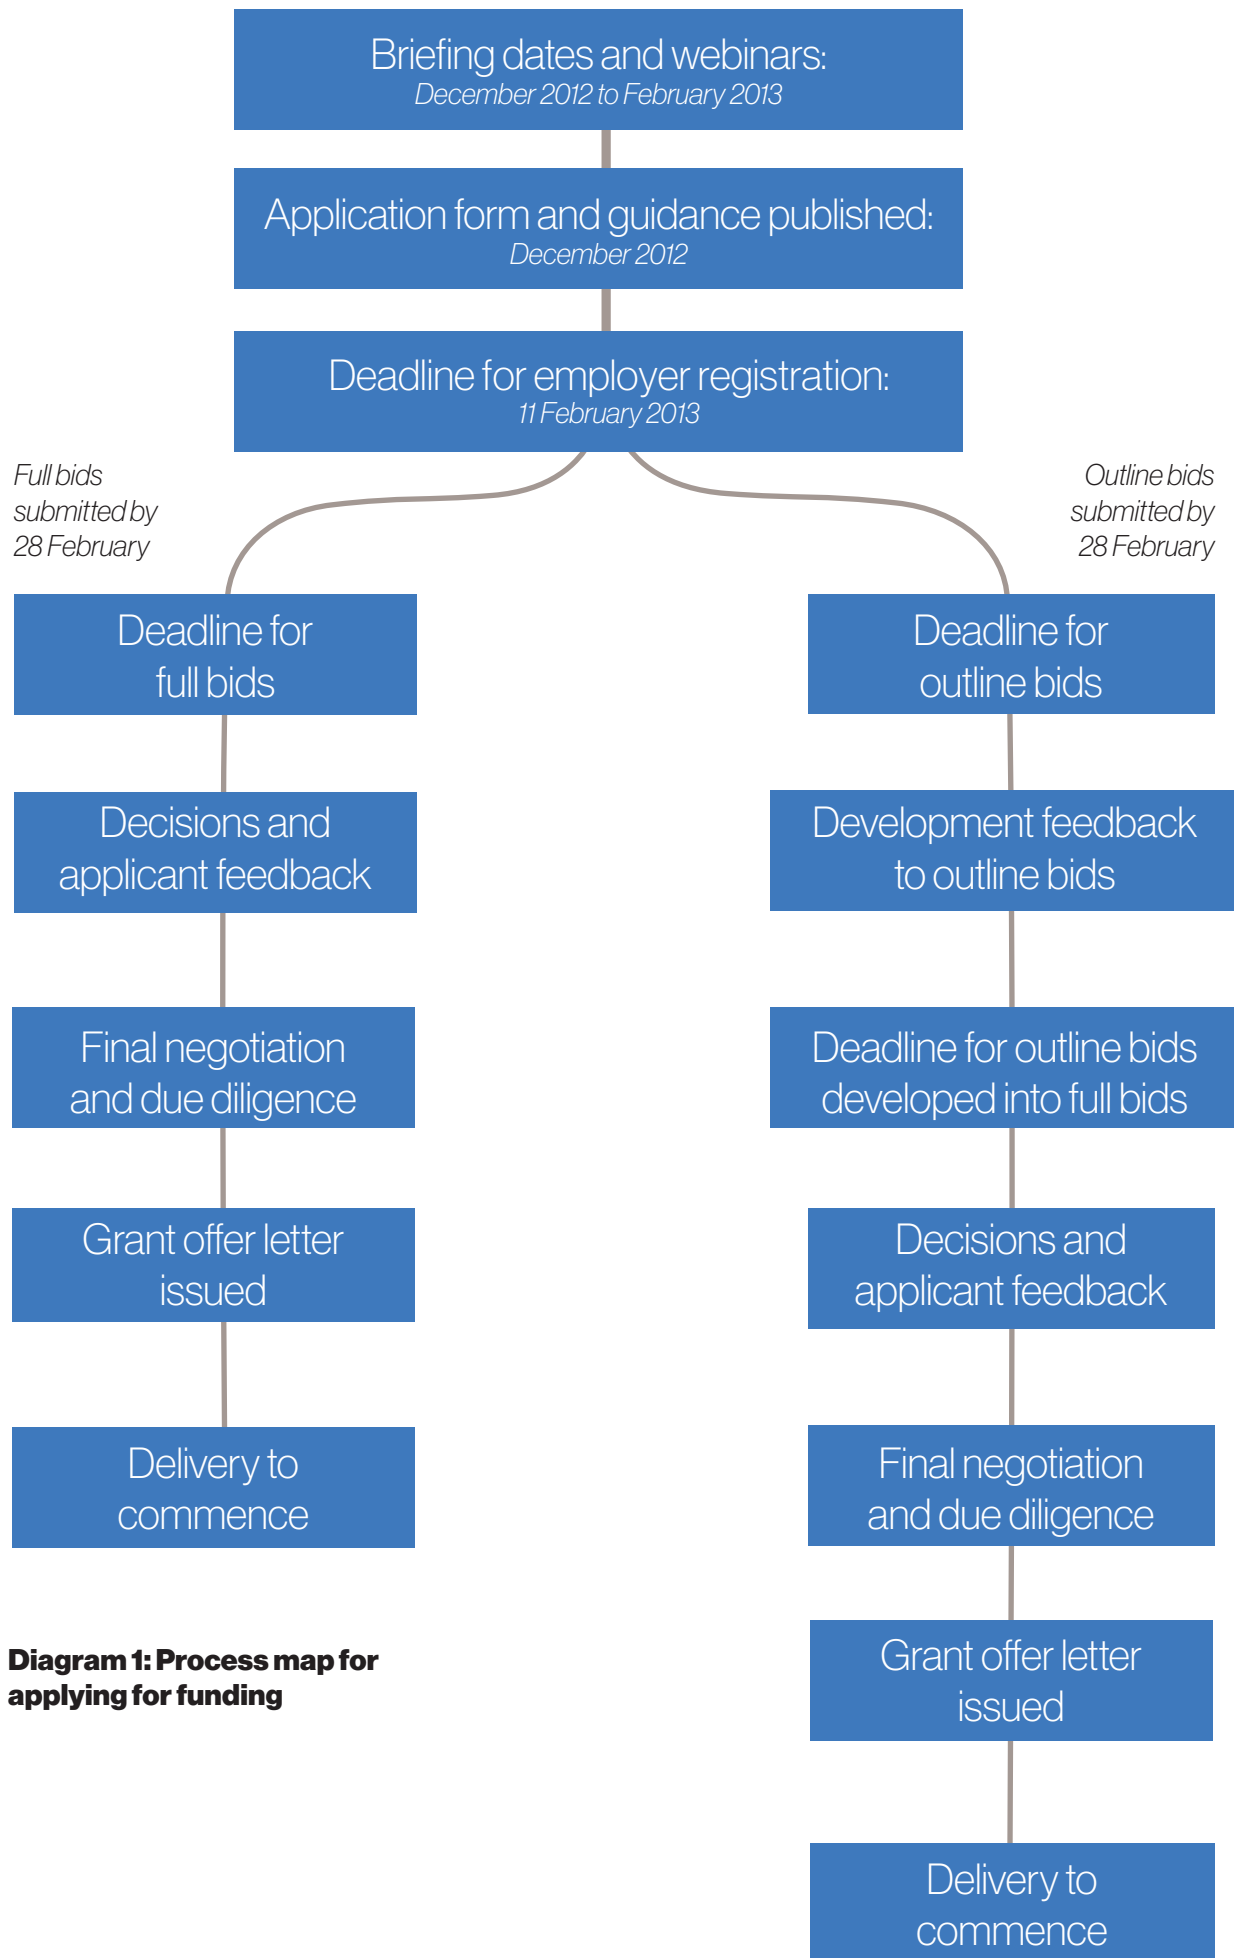 Briefing dates and webinars:
December 2012 to February 2013
Application form and guidance published:
December 2012
Deadline for employer registration:
11 February 2013
Full bids
submitted by
28 February
Outline bids
submitted by
28 February
Deadline for
full bids
Decisions and
applicant feedback
Final negotiation
and due diligence
Grant offer letter
issued
Delivery to
commence
Deadline for
outline bids
Development feedback
to outline bids
Deadline for outline bids
developed into full bids
Decisions and
applicant feedback
Final negotiation
and due diligence
Grant offer letter
issued
Delivery to
commence
Diagram 1: Process map for
applying for funding